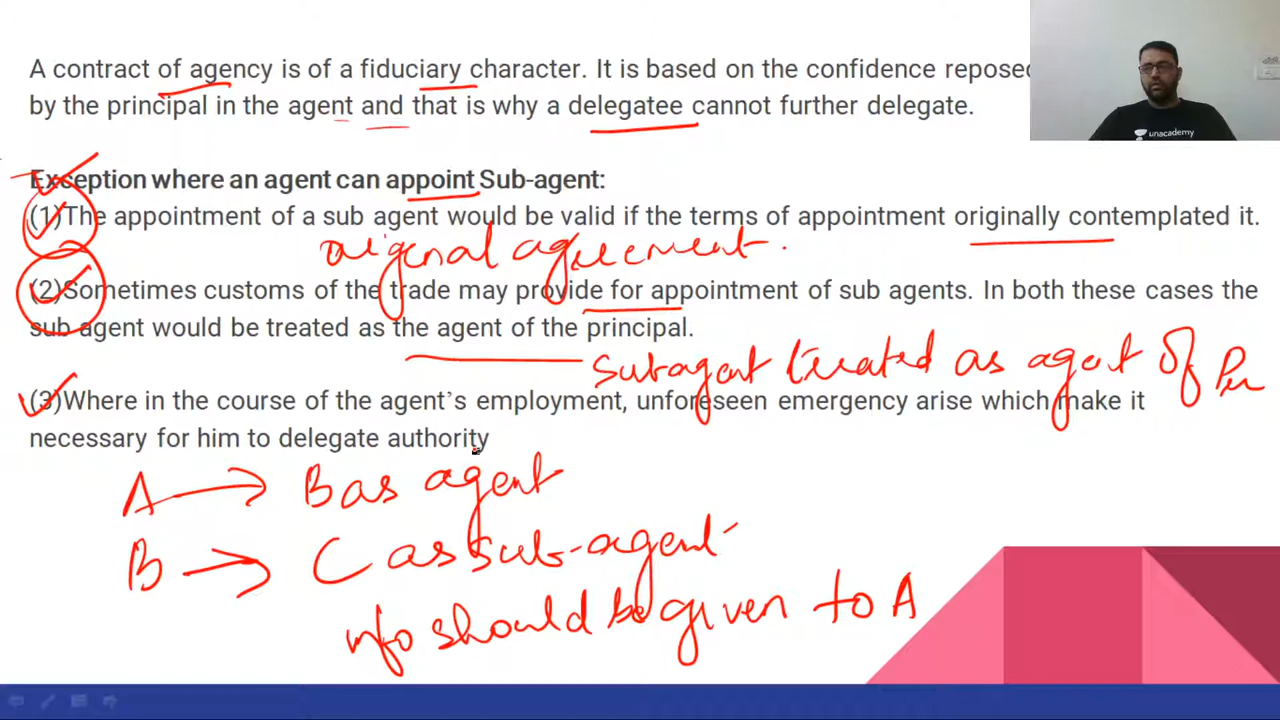 A contract of agency is of a fiduciary character. It is based on the confidence reposed
by the principal in the agent and that is why a delegatee cannot further delegate.
unacademy
Exception where an agent can appoint Sub-agent:
(1)The appointment of a sub agent would be valid if the terms of appointment originally contemplated it.
original agreement.
(2)Sometimes customs of the trade may provide for appointment of sub agents. In both these cases the
sub agent would be treated as the agent of the principal.
Subagent treated as agent of
(3)Where in the course of the agent's employment, unforeseen emergency arise which make it
necessary for him to delegate authority
A → B as agent
B → C as sub-agent
info should be given to A